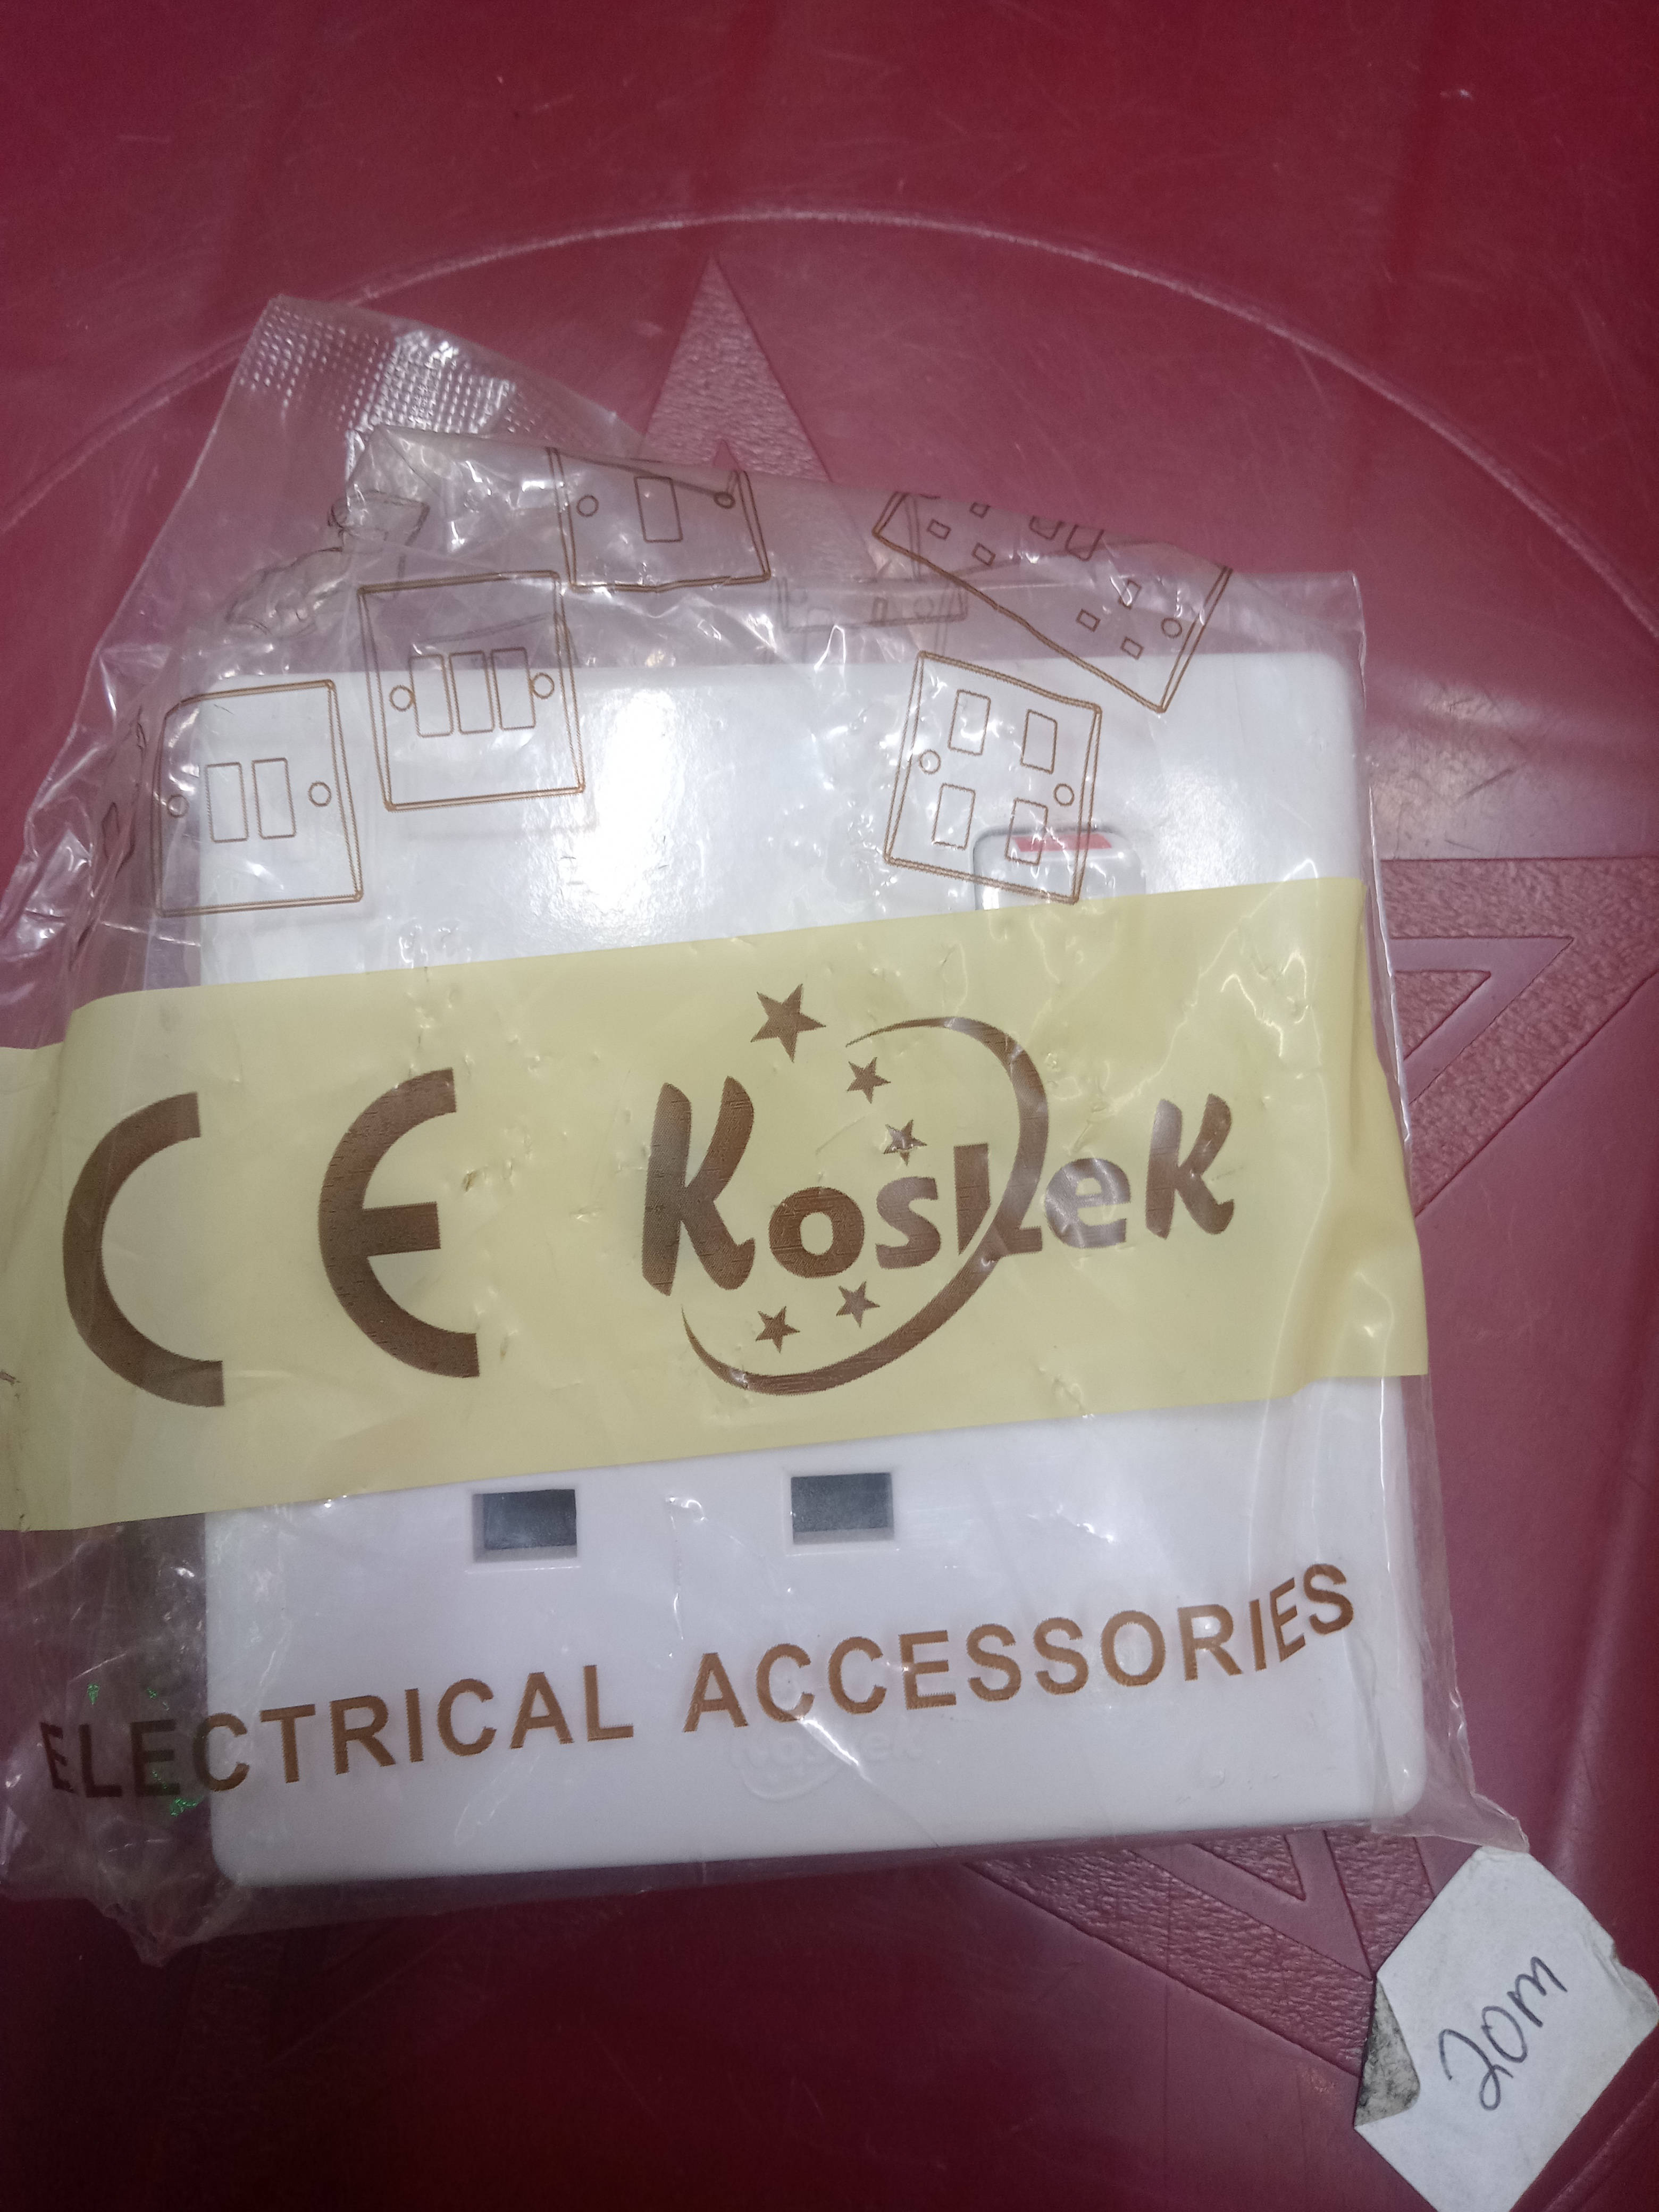 CE KosLeK
ELECTRICAL ACCESSORIES
20m